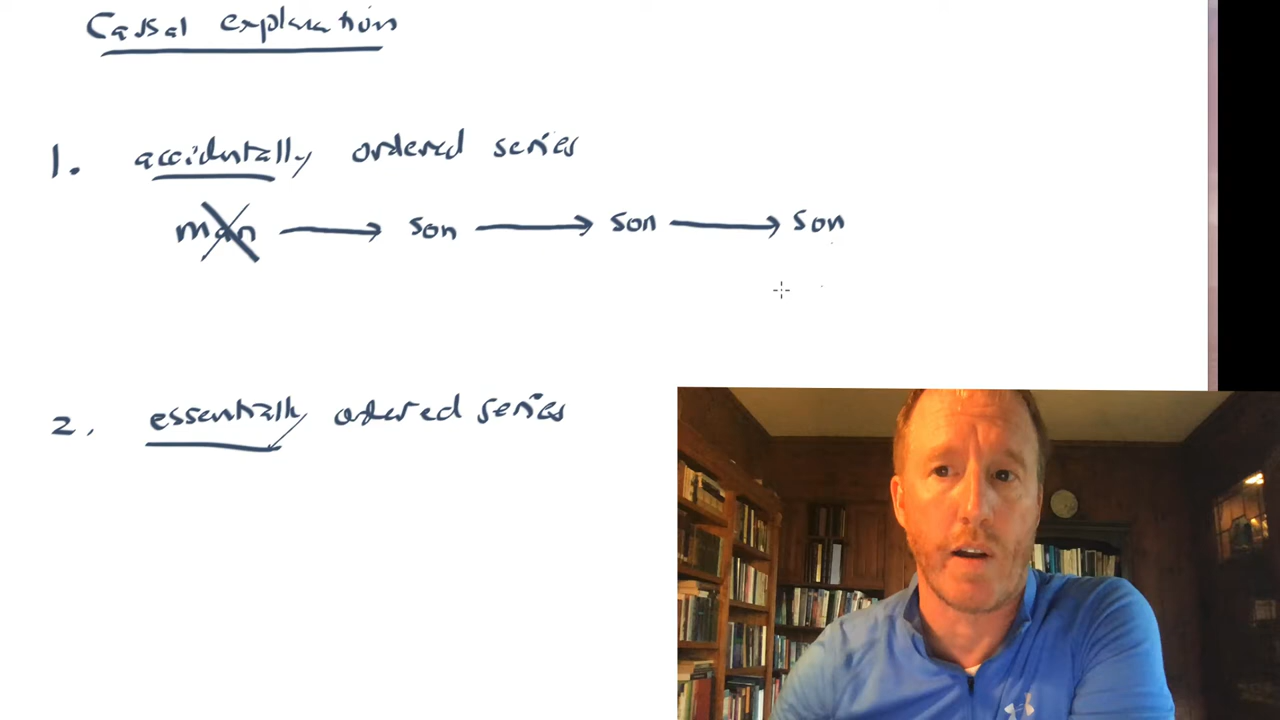 Causal explanation
1. accidentally ordered series
man → son → son → son
2. essentially ordered series